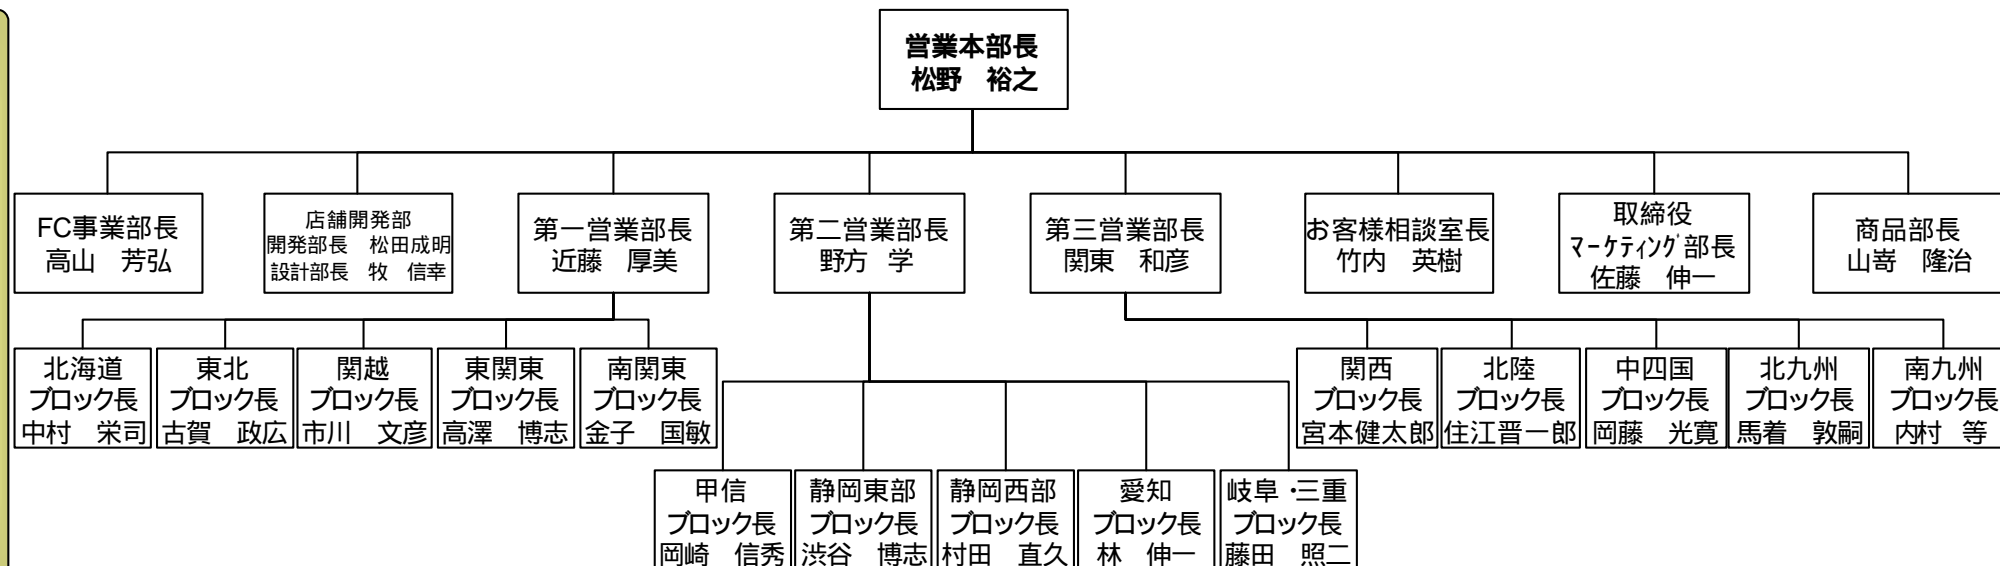 営業本部長
松野　裕之
FC事業部長
高山　芳弘
店舗開発部
開発部長　松田成明
設計部長　牧　信幸
第一営業部長
近藤　厚美
第二営業部長
野方　学
第三営業部長
関東　和彦
お客様相談室長
竹内　英樹
取締役
ﾏｰｹﾃｨﾝｸﾞ部長
佐藤　伸一
商品部長
山嵜　隆治
北海道
ブロック長
中村　栄司
東北
ブロック長
古賀　政広
関越
ブロック長
市川　文彦
東関東
ブロック長
高澤　博志
南関東
ブロック長
金子　国敏
関西
ブロック長
宮本健太郎
北陸
ブロック長
住江晋一郎
中四国
ブロック長
岡藤　光寛
北九州
ブロック長
馬着　敦嗣
南九州
ブロック長
内村　等
甲信
ブロック長
岡崎　信秀
静岡東部
ブロック長
渋谷　博志
静岡西部
ブロック長
村田　直久
愛知
ブロック長
林　伸一
岐阜・三重
ブロック長
藤田　照二